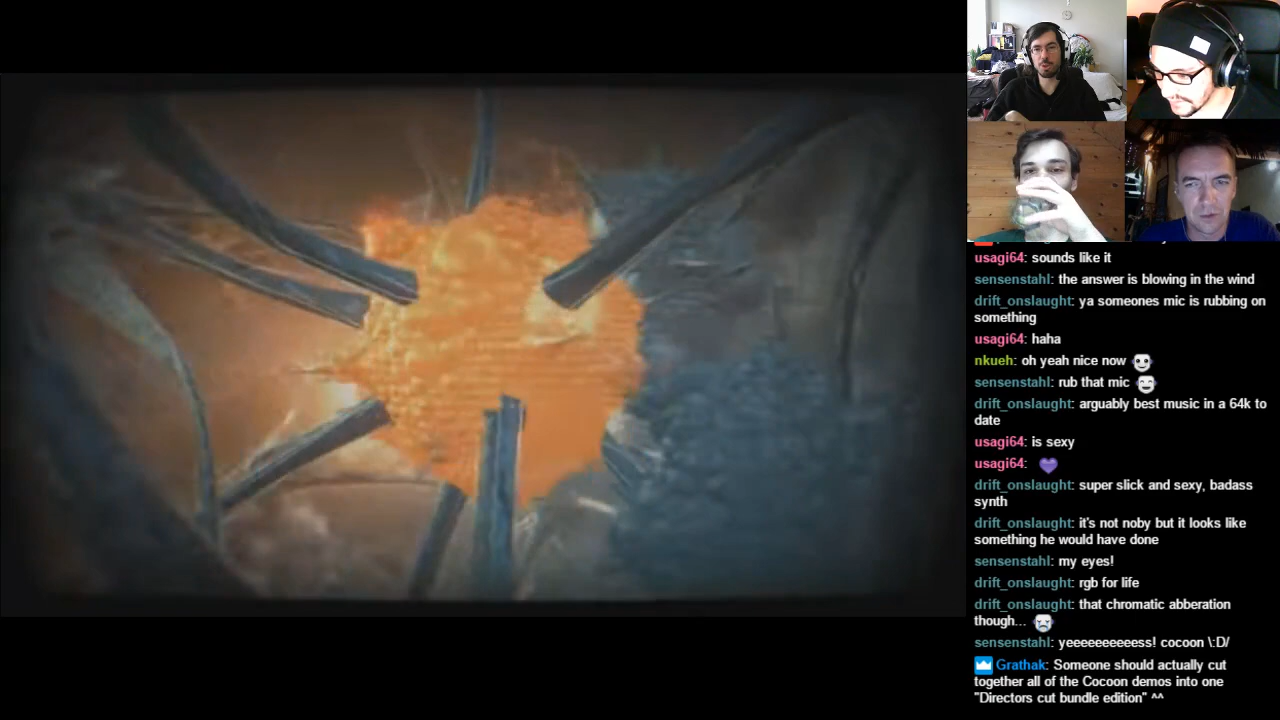 usagi64: sounds like it
sensenstahl: the answer is blowing in the wind
drift_onslaught: ya someones mic is rubbing on
something
usagi64: haha
nkueh: oh yeah nice now
sensenstahl: rub that mic
drift_onslaught: arguably best music in a 64k to
date
usagi64: is sexy
usagi64:
drift_onslaught: super slick and sexy, badass
synth
drift_onslaught: it's not noby but it looks like
something he would have done
sensenstahl: my eyes!
drift_onslaught: rgb for life
drift_onslaught: that chromatic abberation
though...
sensenstahl: yeeeeeeeeeess! cocoon \:D/
Grathak: Someone should actually cut
together all of the Cocoon demos into one
"Directors cut bundle edition" ^^